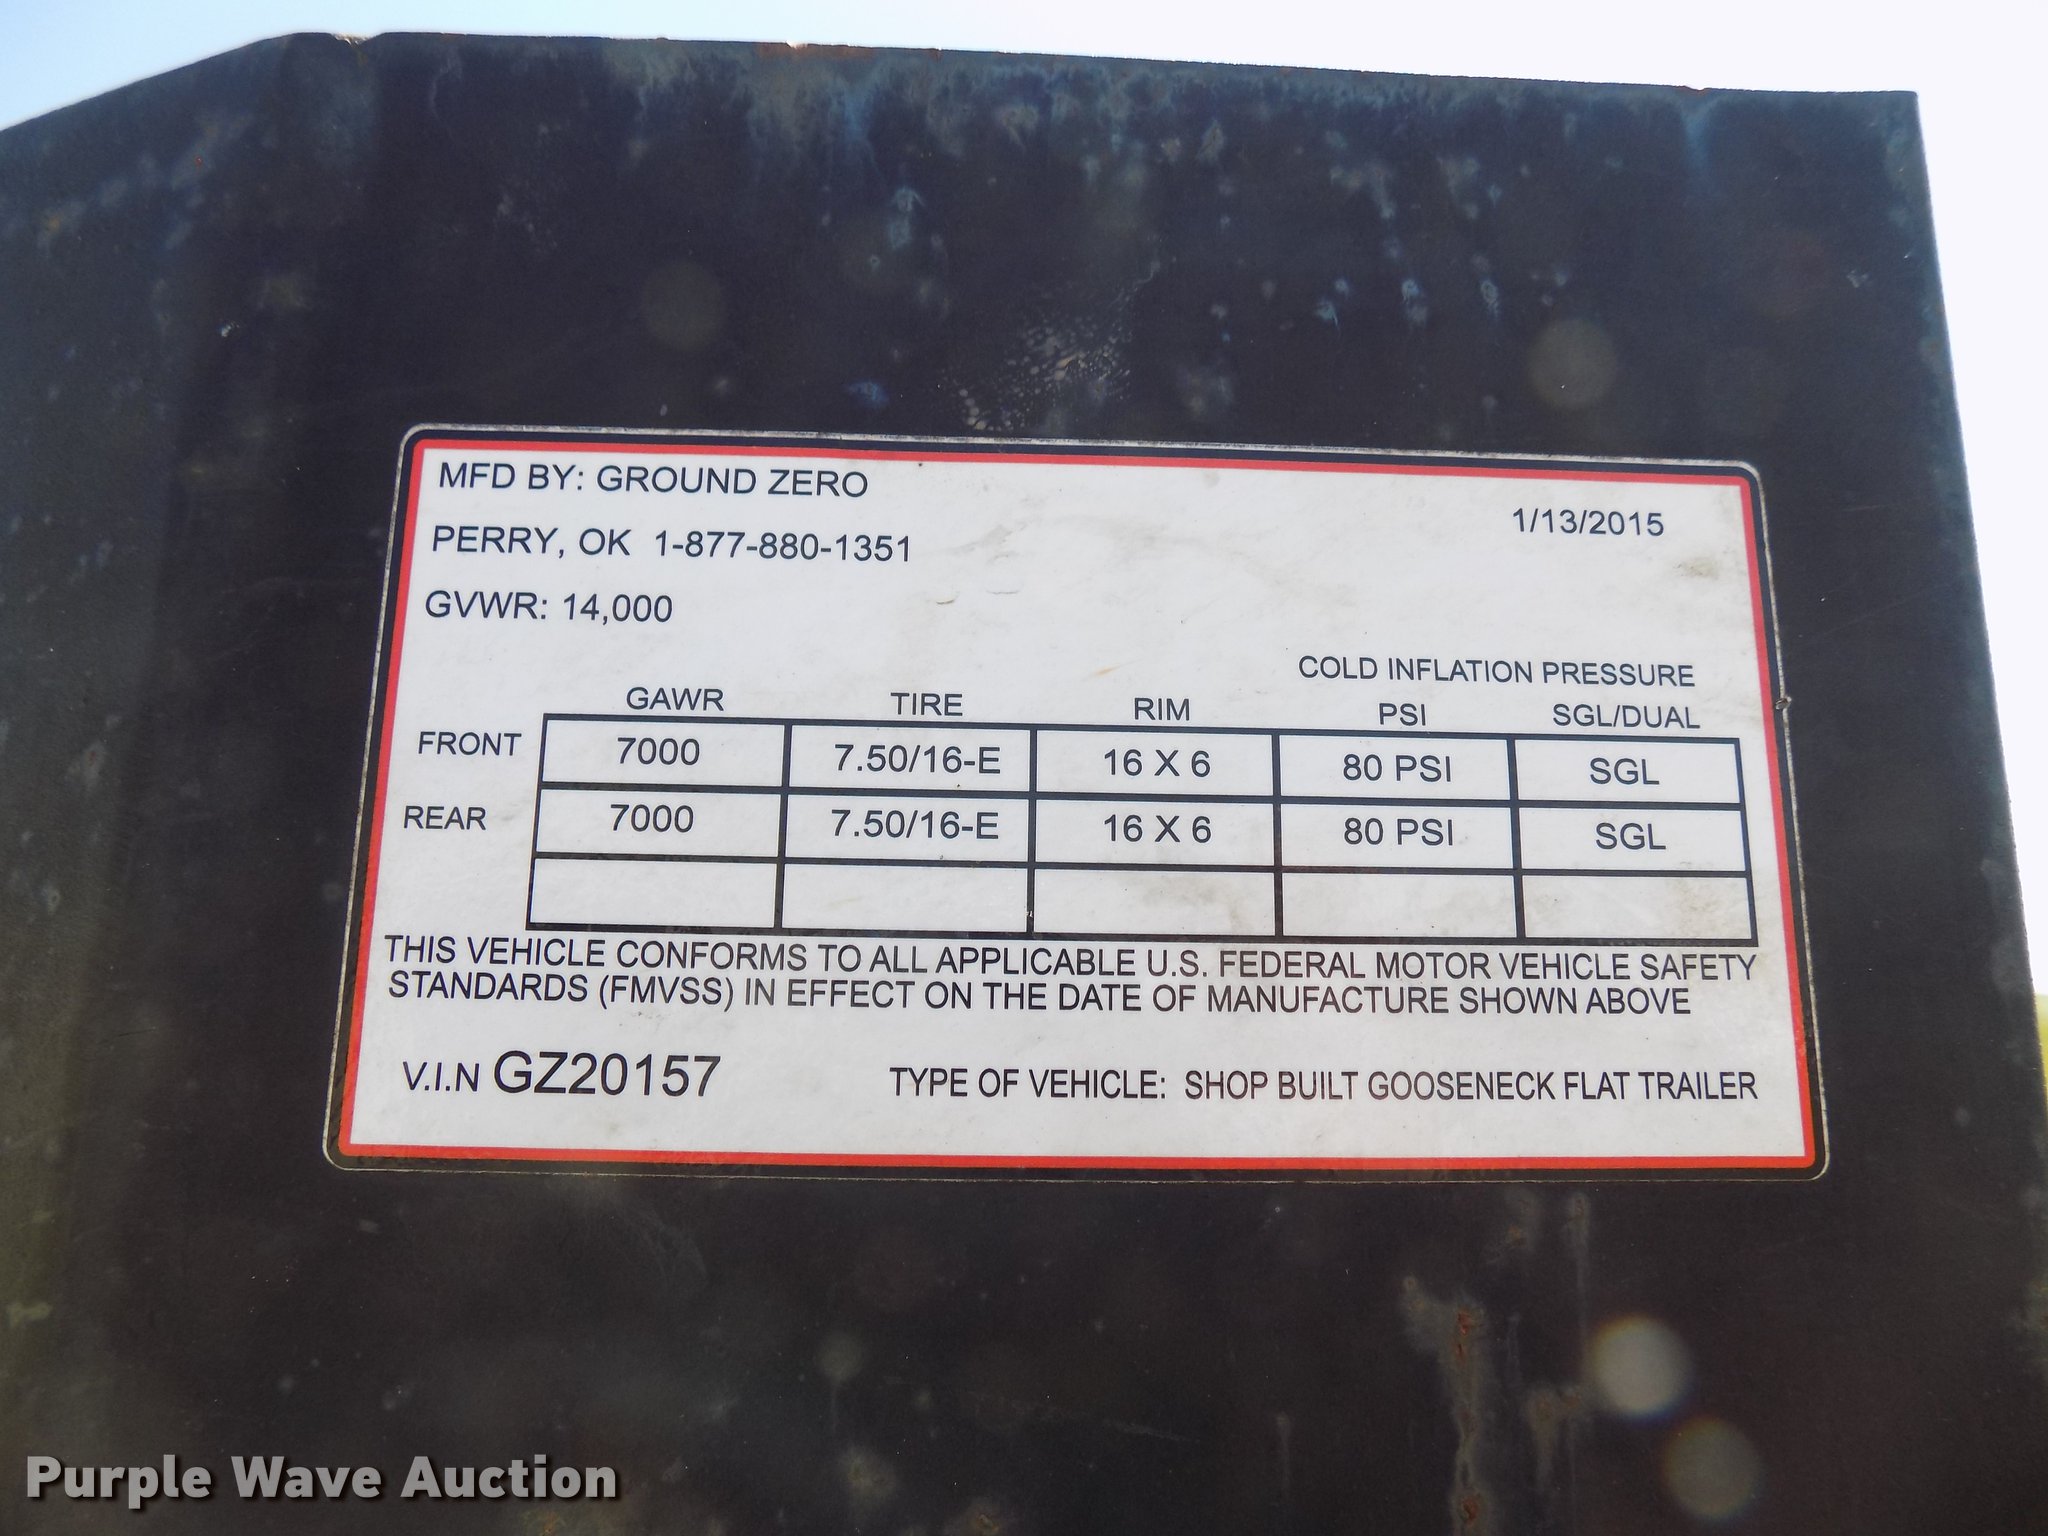 MFD BY: GROUND ZERO
1/13/2015
PERRY, OK 1-877-880-1351
GVWR: 14,000
COLD INFLATION PRESSURE
GAWR TIRE RIM PSI SGL/DUAL
FRONT 7000 7.50/16-E 16 X 6 80 PSI SGL
REAR 7000 7.50/16-E 16 X 6 80 PSI SGL
THIS VEHICLE CONFORMS TO ALL APPLICABLE U.S. FEDERAL MOTOR VEHICLE SAFETY
STANDARDS (FMVSS) IN EFFECT ON THE DATE OF MANUFACTURE SHOWN ABOVE
V.I.N GZ20157 TYPE OF VEHICLE: SHOP BUILT GOOSENECK FLAT TRAILER
Purple Wave Auction